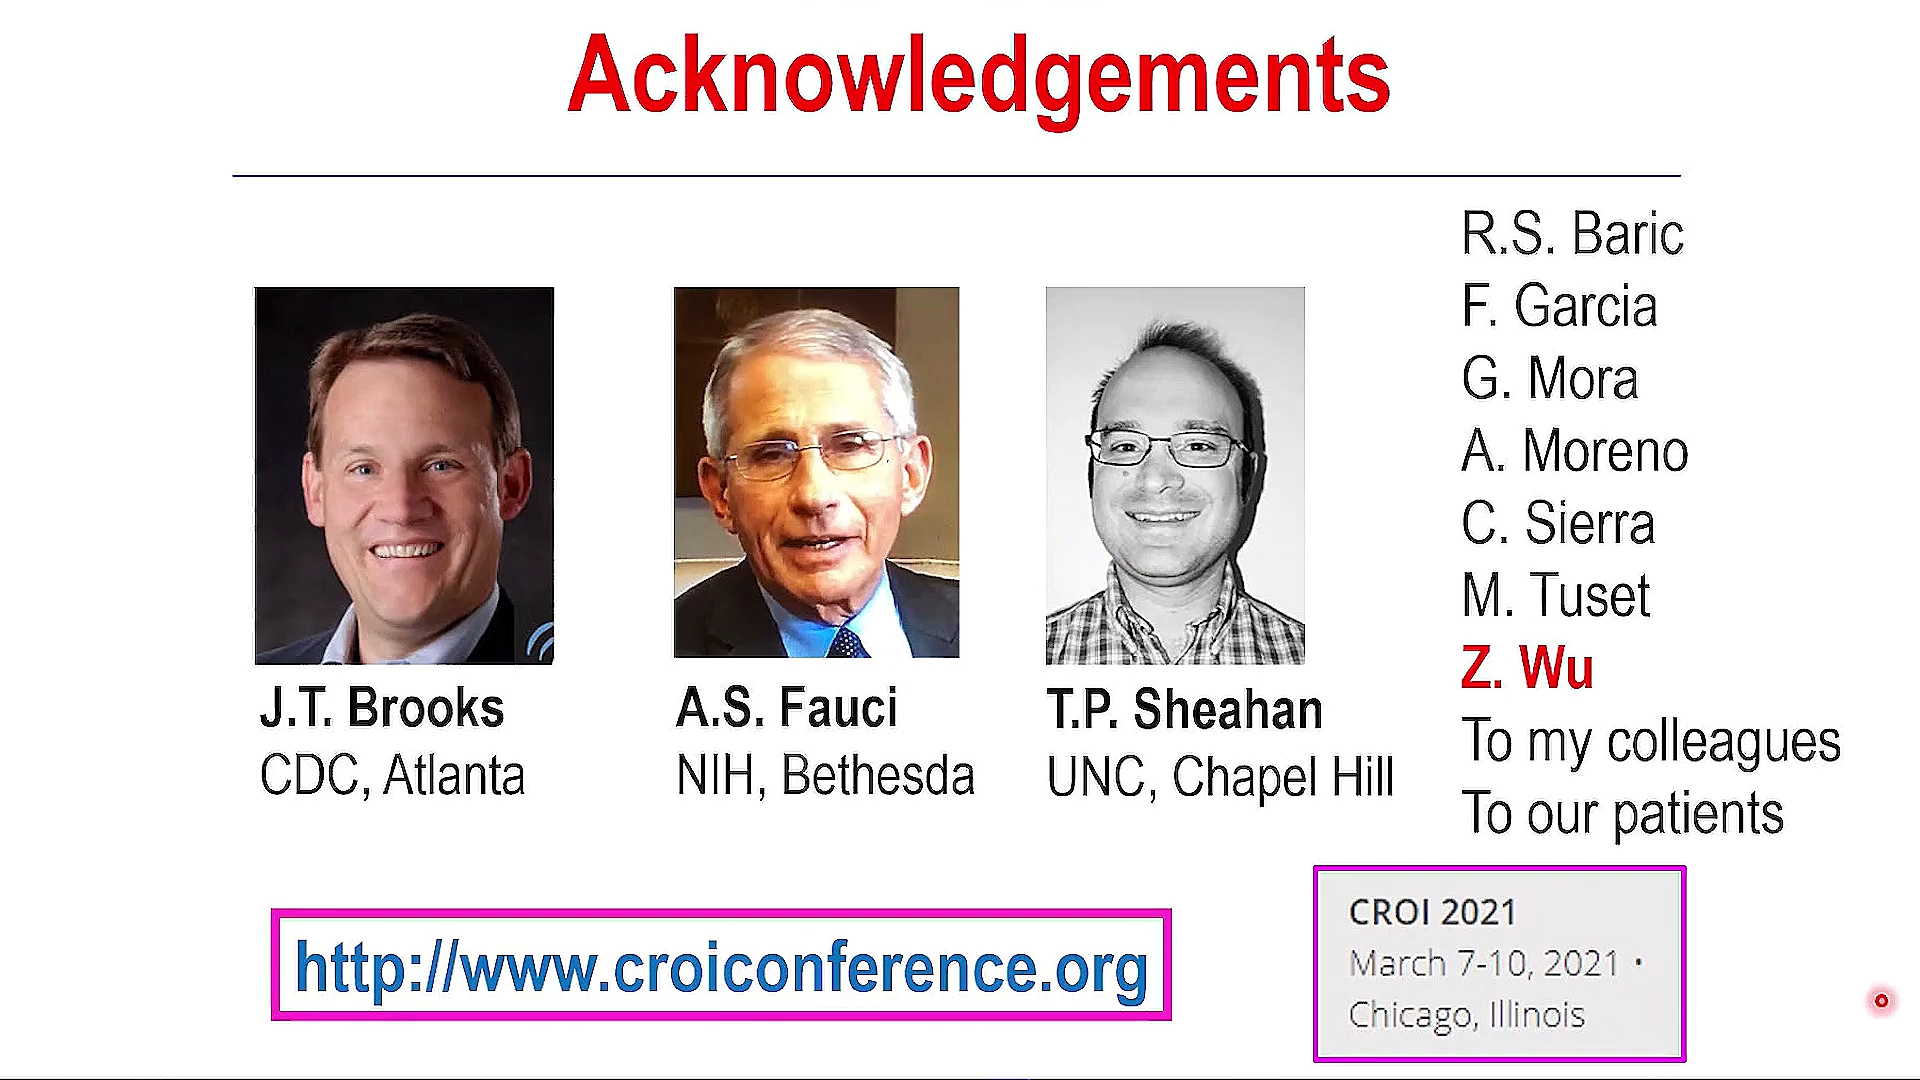 Acknowledgements
J.T. Brooks
CDC, Atlanta
A.S. Fauci
NIH, Bethesda
T.P. Sheahan
UNC, Chapel Hill
R.S. Baric
F. Garcia
G. Mora
A. Moreno
C. Sierra
M. Tuset
Z. Wu
To my colleagues
To our patients
http://www.croiconference.org
CROI 2021
March 7-10, 2021 •
Chicago, Illinois